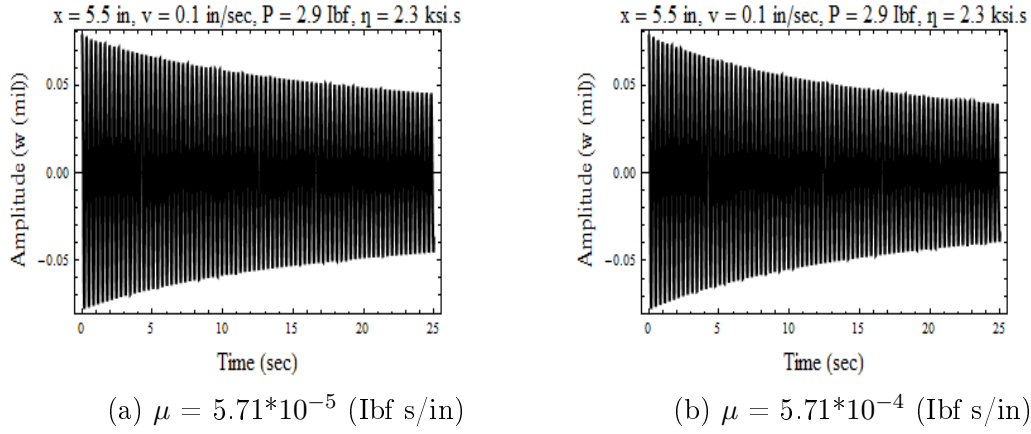 x = 5.5 in, v = 0.1 in/sec, P = 2.9 Ibf, η = 2.3 ksi.s
Amplitude (w (mil))
0.05
0.00
−0.05
0 5 10 15 20 25
Time (sec)
(a) μ = 5.71*10⁻⁵ (Ibf s/in)
x = 5.5 in, v = 0.1 in/sec, P = 2.9 Ibf, η = 2.3 ksi.s
Amplitude (w (mil))
0.05
0.00
−0.05
0 5 10 15 20 25
Time (sec)
(b) μ = 5.71*10⁻⁴ (Ibf s/in)